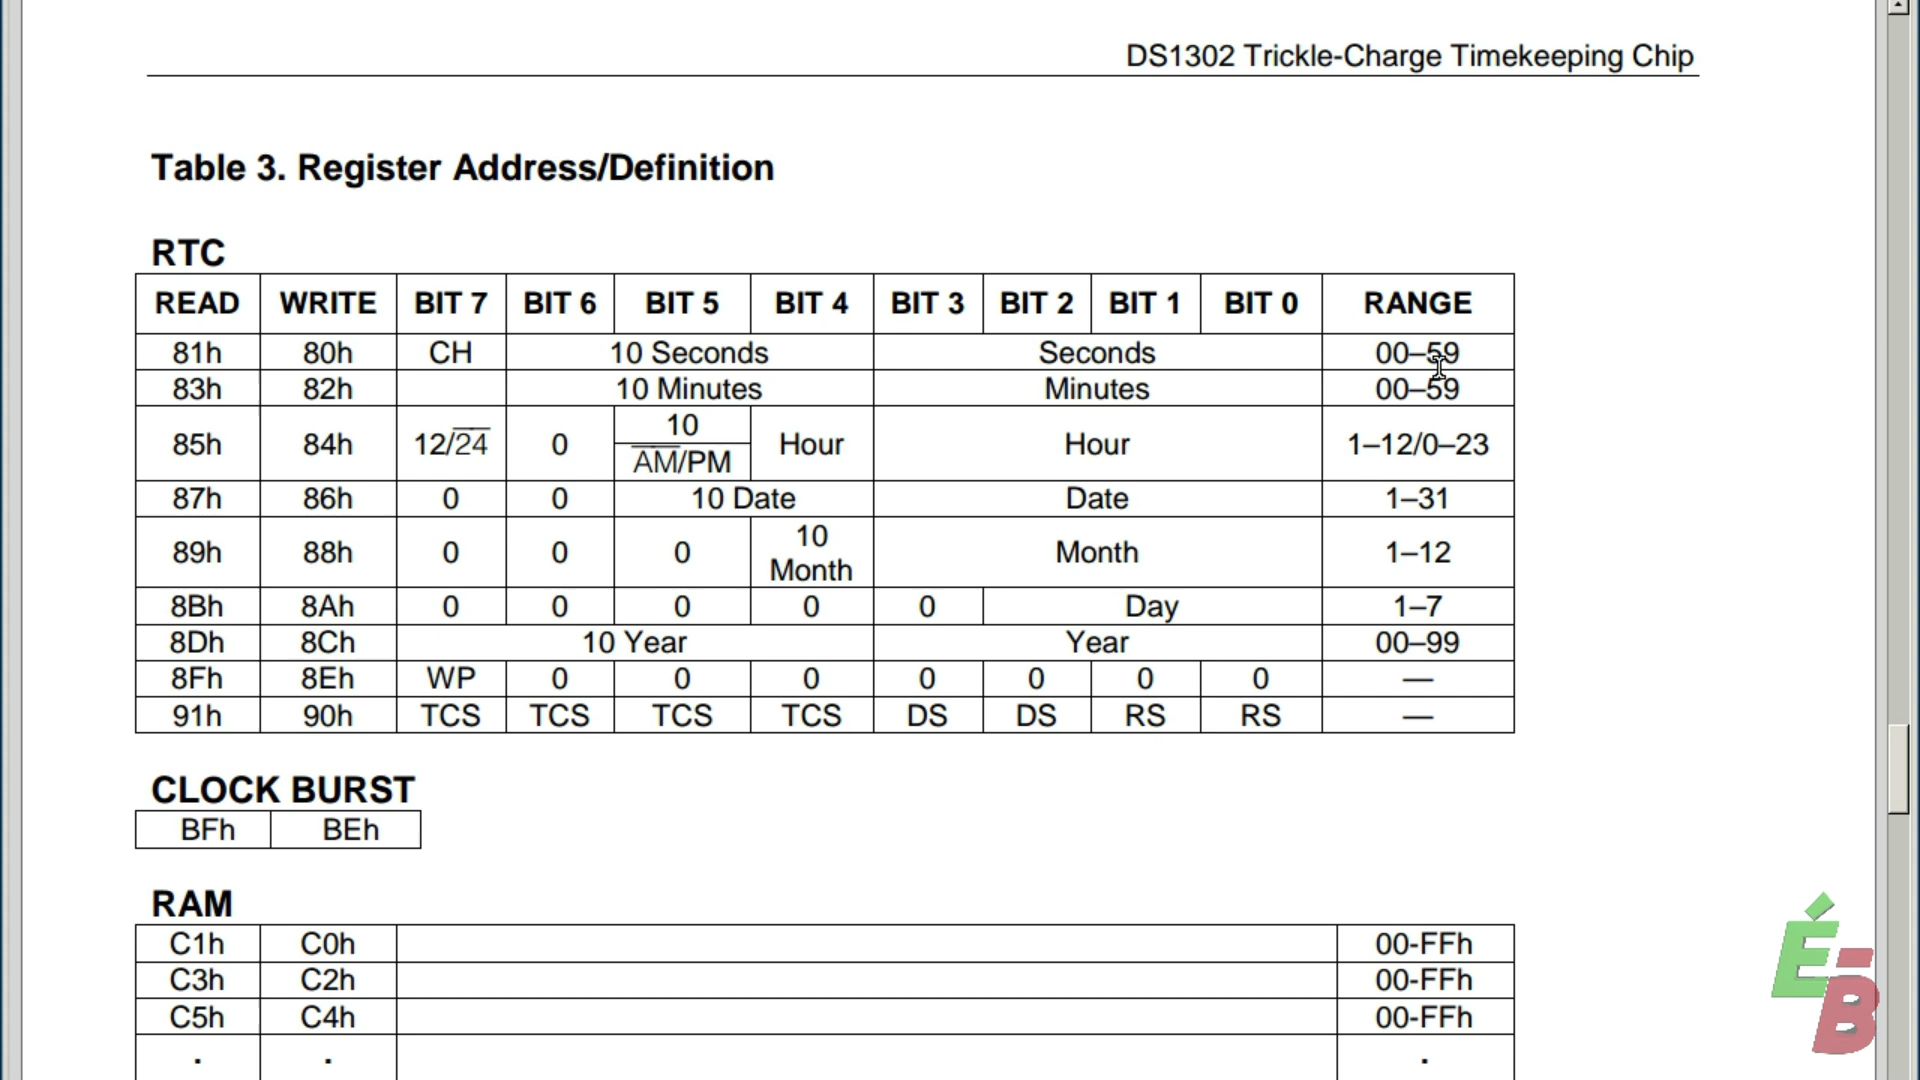 DS1302 Trickle-Charge Timekeeping Chip
Table 3. Register Address/Definition
RTC
READ WRITE BIT 7 BIT 6 BIT 5 BIT 4 BIT 3 BIT 2 BIT 1 BIT 0 RANGE
81h 80h CH 10 Seconds Seconds 00–59
83h 82h 10 Minutes Minutes 00–59
85h 84h 12/24 0 10 Hour Hour 1–12/0–23
AM/PM
87h 86h 0 0 10 Date Date 1–31
89h 88h 0 0 0 10 Month Month 1–12
8Bh 8Ah 0 0 0 0 0 Day 1–7
8Dh 8Ch 10 Year Year 00–99
8Fh 8Eh WP 0 0 0 0 0 0 0 —
91h 90h TCS TCS TCS TCS DS DS RS RS —
CLOCK BURST
BFh BEh
RAM
C1h C0h 00-FFh
C3h C2h 00-FFh
C5h C4h 00-FFh
. . .
É
B